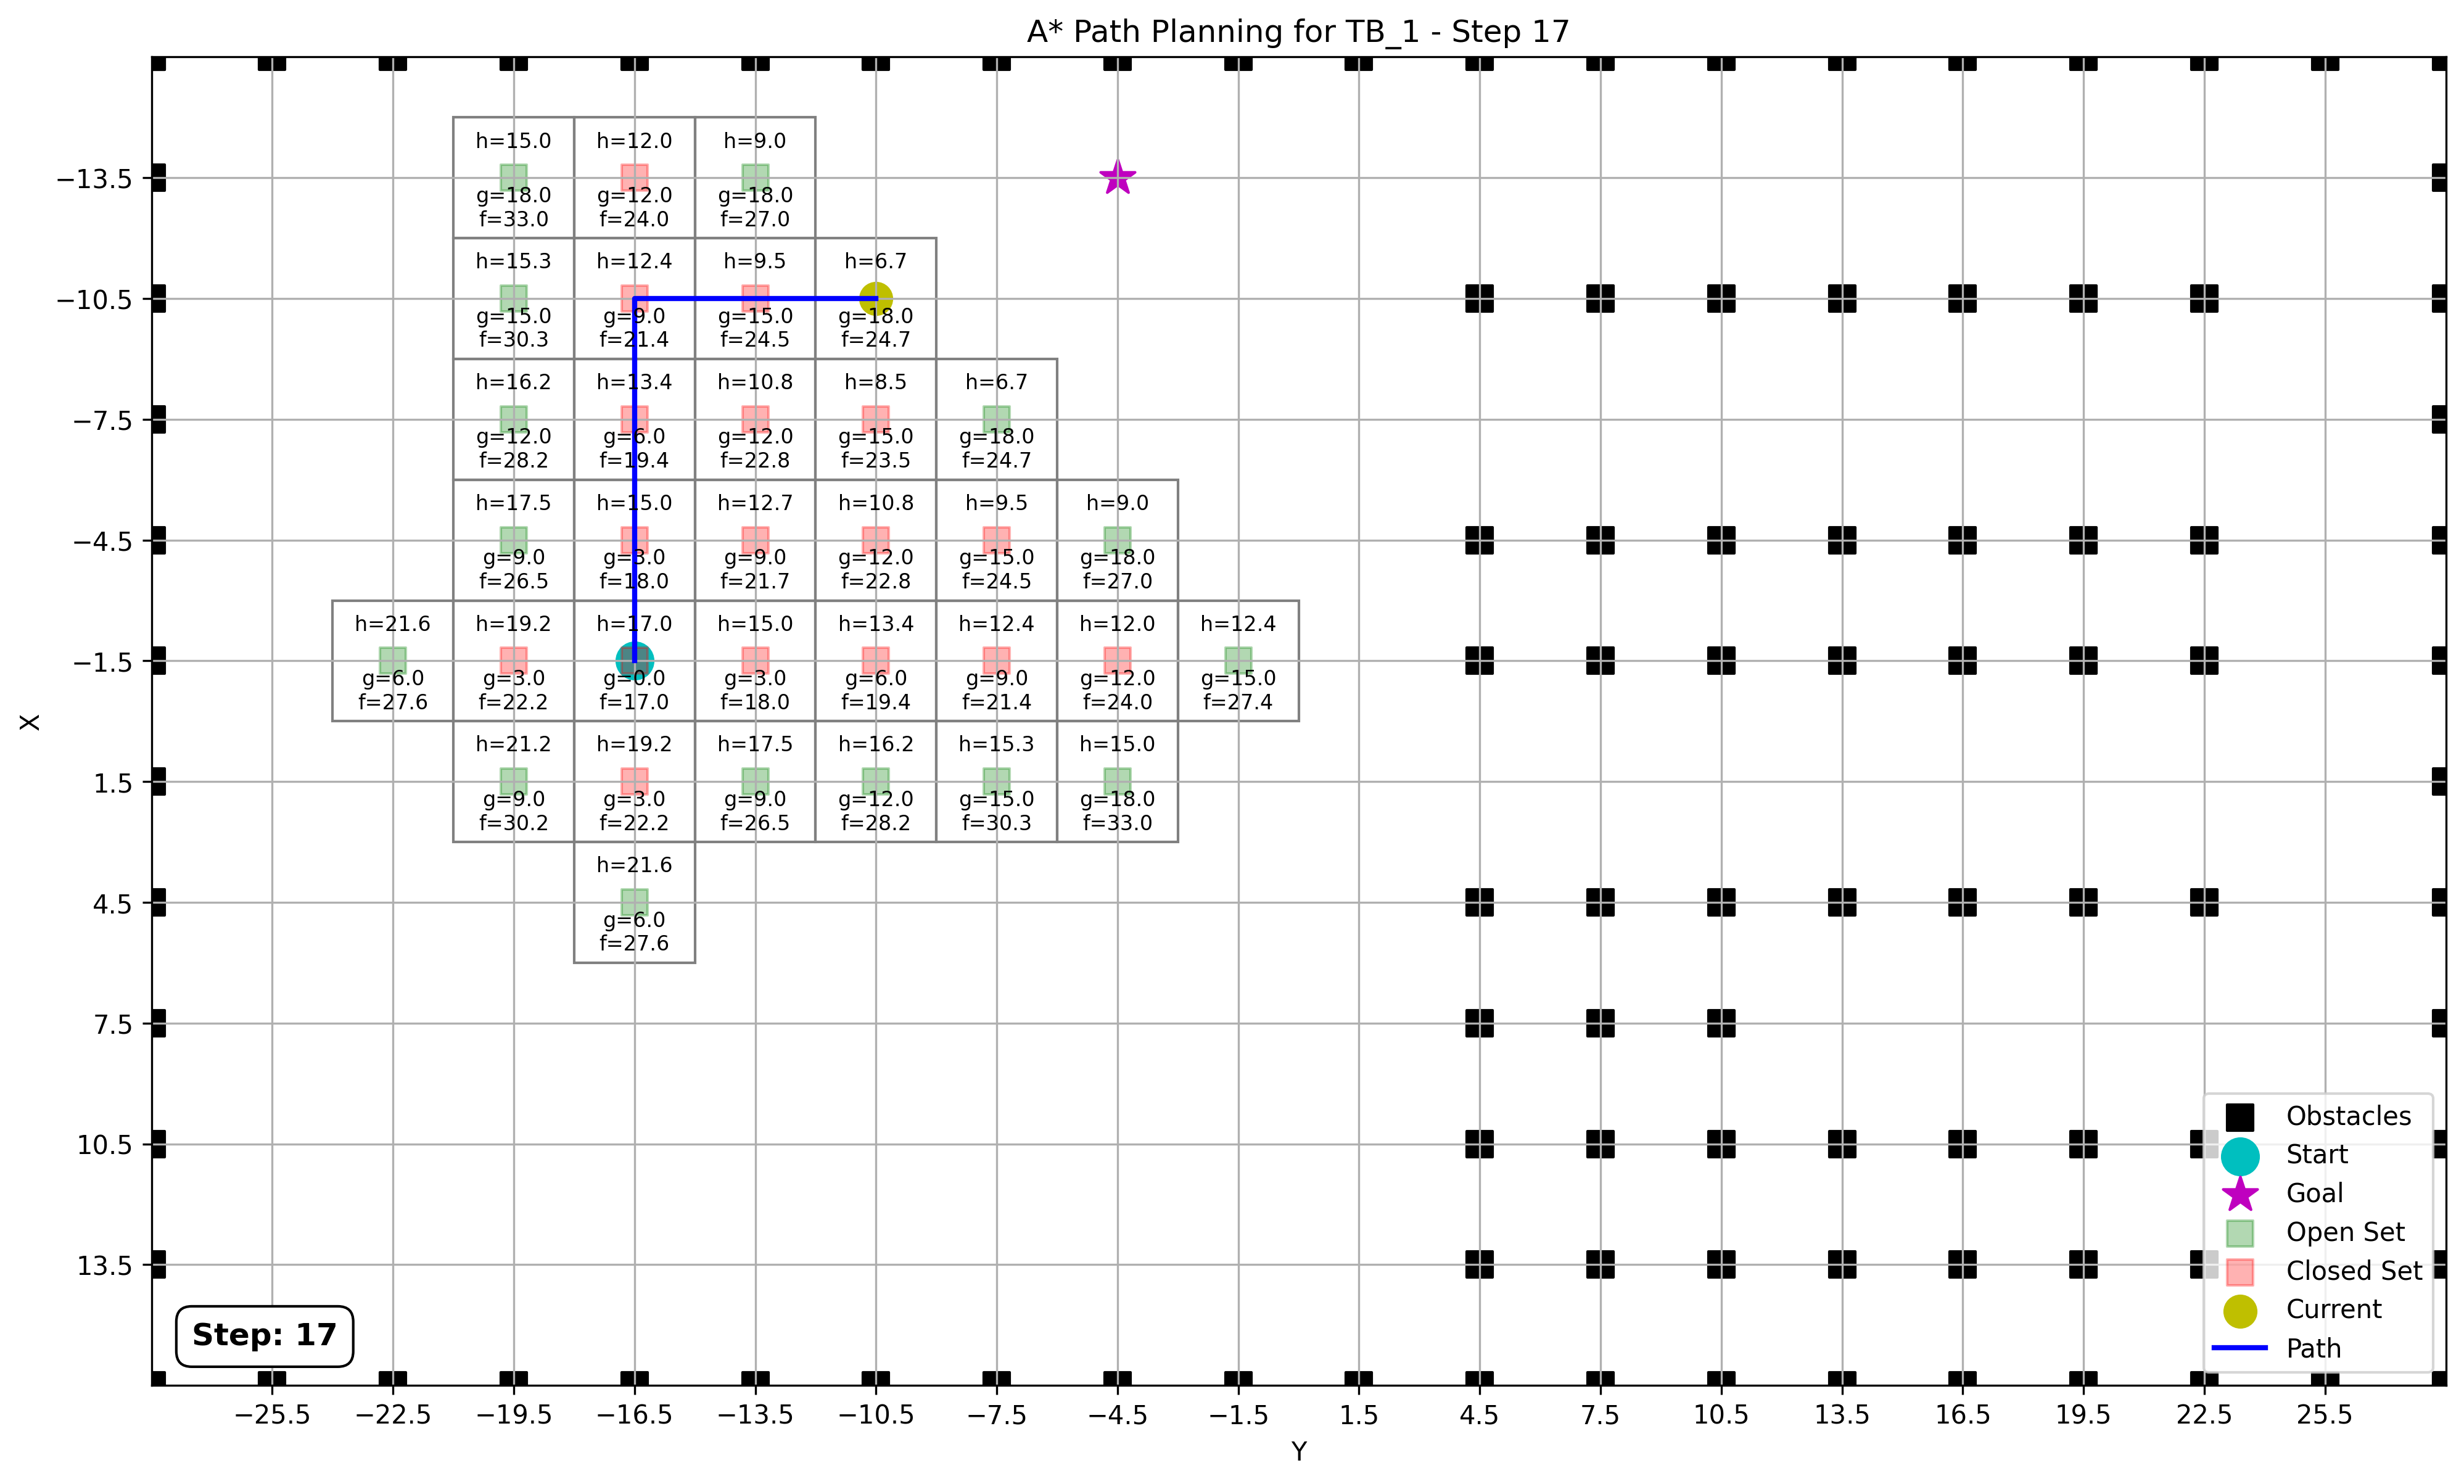 A* Path Planning for TB_1 - Step 17
h=15.0 h=12.0 h=9.0
−13.5
g=18.0 g=12.0 g=18.0
f=33.0 f=24.0 f=27.0
h=15.3 h=12.4 h=9.5 h=6.7
−10.5
g=15.0 g=9.0 g=15.0 g=18.0
f=30.3 f=21.4 f=24.5 f=24.7
h=16.2 h=13.4 h=10.8 h=8.5 h=6.7
−7.5
g=12.0 g=6.0 g=12.0 g=15.0 g=18.0
f=28.2 f=19.4 f=22.8 f=23.5 f=24.7
h=17.5 h=15.0 h=12.7 h=10.8 h=9.5 h=9.0
−4.5
g=9.0 g=3.0 g=9.0 g=12.0 g=15.0 g=18.0
f=26.5 f=18.0 f=21.7 f=22.8 f=24.5 f=27.0
h=21.6 h=19.2 h=17.0 h=15.0 h=13.4 h=12.4 h=12.0 h=12.4
−1.5
g=6.0 g=3.0 g=0.0 g=3.0 g=6.0 g=9.0 g=12.0 g=15.0
f=27.6 f=22.2 f=17.0 f=18.0 f=19.4 f=21.4 f=24.0 f=27.4
X
h=21.2 h=19.2 h=17.5 h=16.2 h=15.3 h=15.0
1.5
g=9.0 g=3.0 g=9.0 g=12.0 g=15.0 g=18.0
f=30.2 f=22.2 f=26.5 f=28.2 f=30.3 f=33.0
h=21.6
4.5
g=6.0
f=27.6
7.5
10.5
13.5
Obstacles
Start
Goal
Open Set
Closed Set
Current
Path
Step: 17
−25.5 −22.5 −19.5 −16.5 −13.5 −10.5 −7.5 −4.5 −1.5 1.5 4.5 7.5 10.5 13.5 16.5 19.5 22.5 25.5
Y